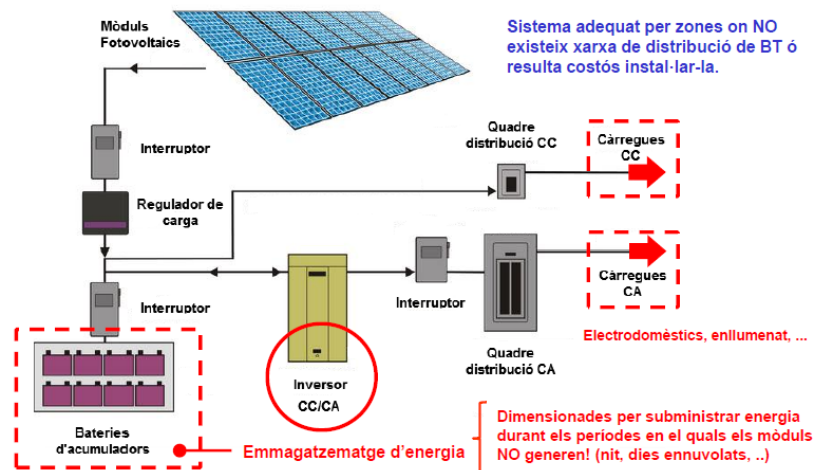 Mòduls
Fotovoltaics
Sistema adequat per zones on NO
existeix xarxa de distribució de BT ó
resulta costós instal·lar-la.
Interruptor
Quadre
distribució CC
Càrregues
CC
Regulador de
carga
Interruptor
Interruptor
Càrregues
CA
Electrodomèstics, enllumenat, ...
Quadre
distribució CA
Inversor
CC/CA
Bateries
d'acumuladors
Emmagatzematge d'energia
Dimensionades per subministrar energia
durant els períodes en el quals els mòduls
NO generen! (nit, dies ennuvolats, ..)